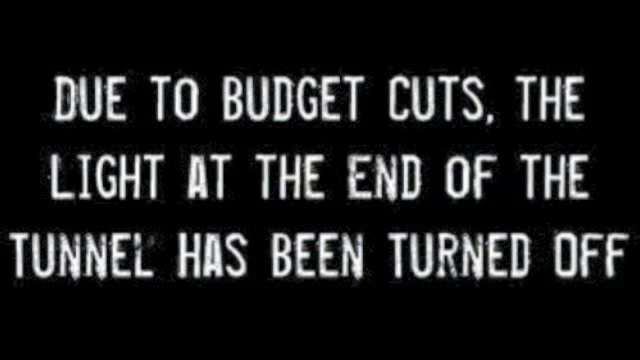 DUE TO BUDGET CUTS, THE
LIGHT AT THE END OF THE
TUNNEL HAS BEEN TURNED OFF